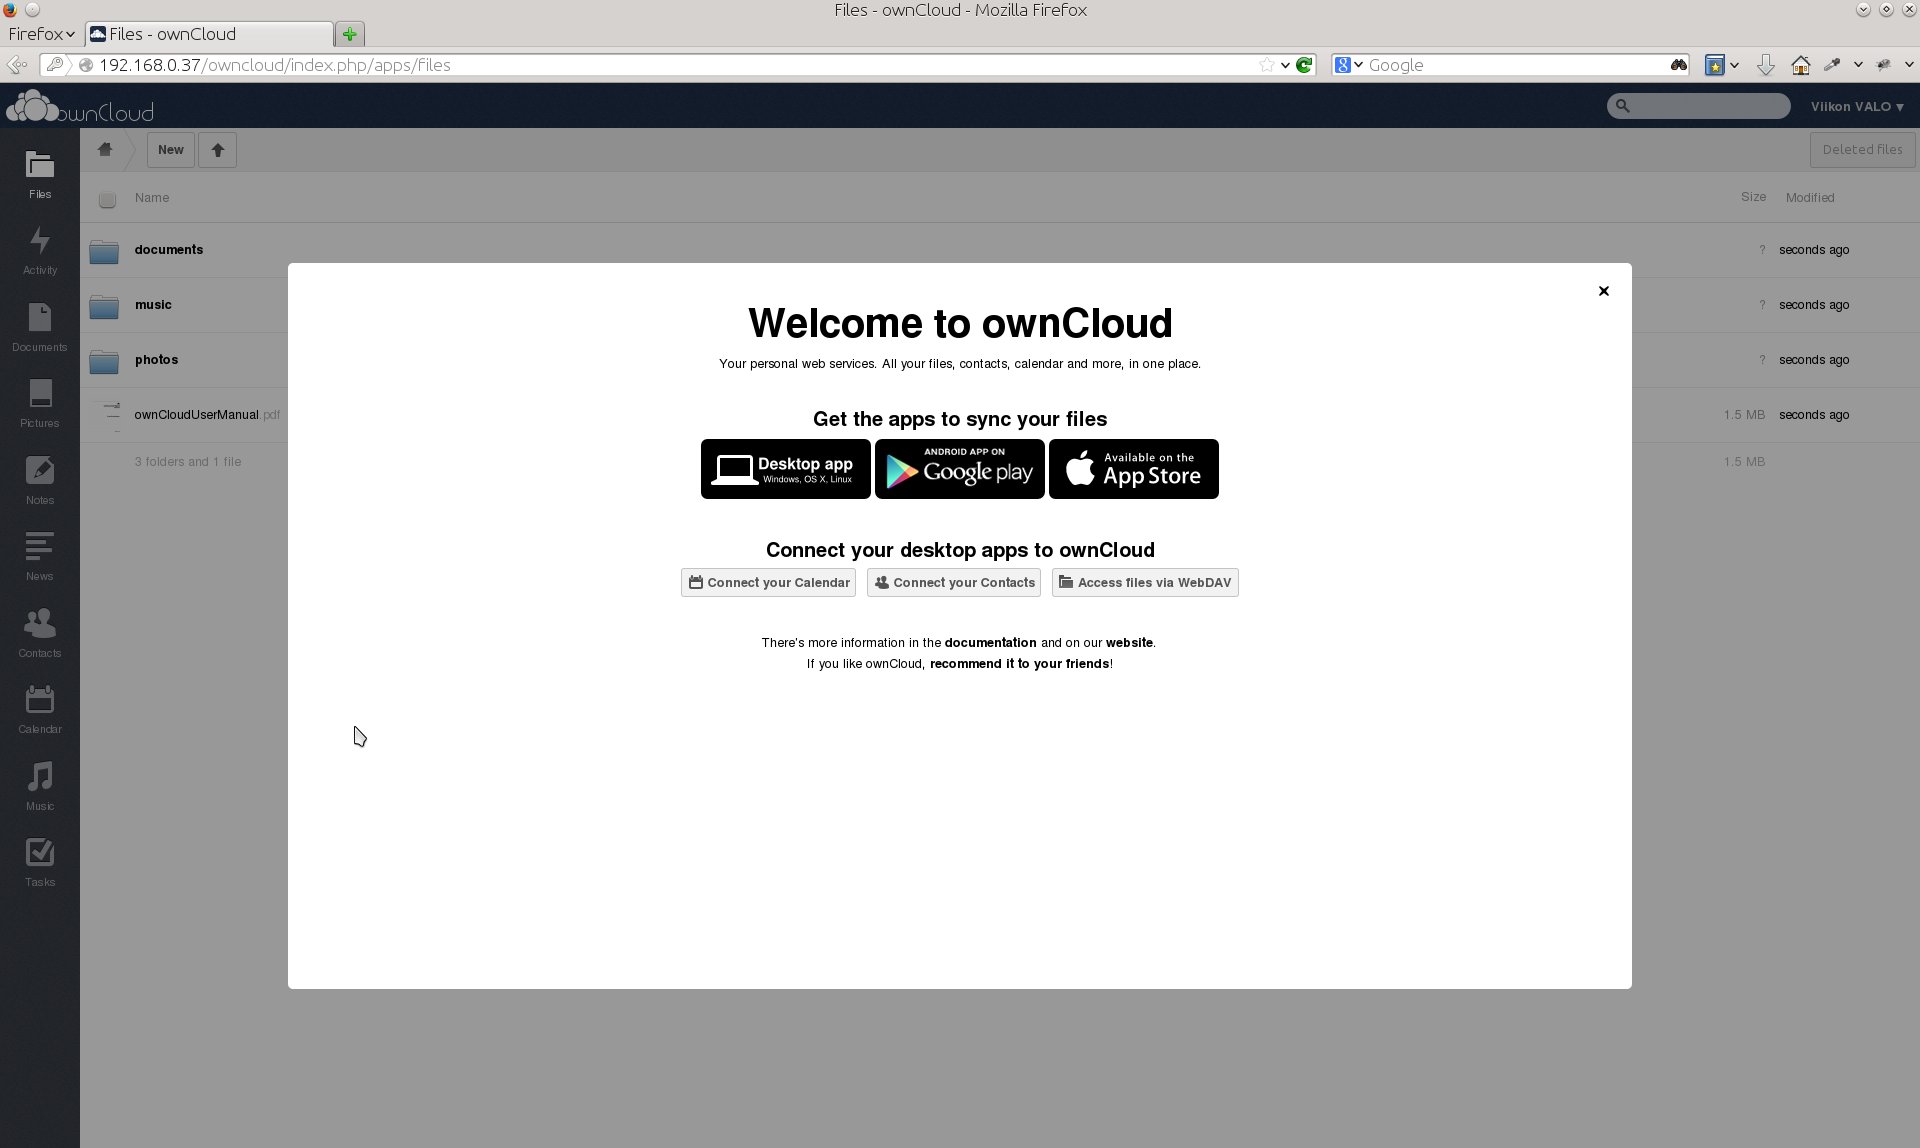 Files - ownCloud - Mozilla Firefox
Firefox
Files - ownCloud
192.168.0.37/owncloud/index.php/apps/files
Google
ownCloud
Viikon VALO ▾
New
Deleted files
Files
Name
Size
Modified
documents
?
seconds ago
Activity
music
?
seconds ago
Documents
photos
?
seconds ago
Pictures
ownCloudUserManual.pdf
1.5 MB
seconds ago
3 folders and 1 file
1.5 MB
Notes
News
Contacts
Calendar
Music
Tasks
Welcome to ownCloud
Your personal web services. All your files, contacts, calendar and more, in one place.
Get the apps to sync your files
Desktop app
Windows, OS X, Linux
ANDROID APP ON
Google play
Available on the
App Store
Connect your desktop apps to ownCloud
Connect your Calendar
Connect your Contacts
Access files via WebDAV
There's more information in the documentation and on our website.
If you like ownCloud, recommend it to your friends!